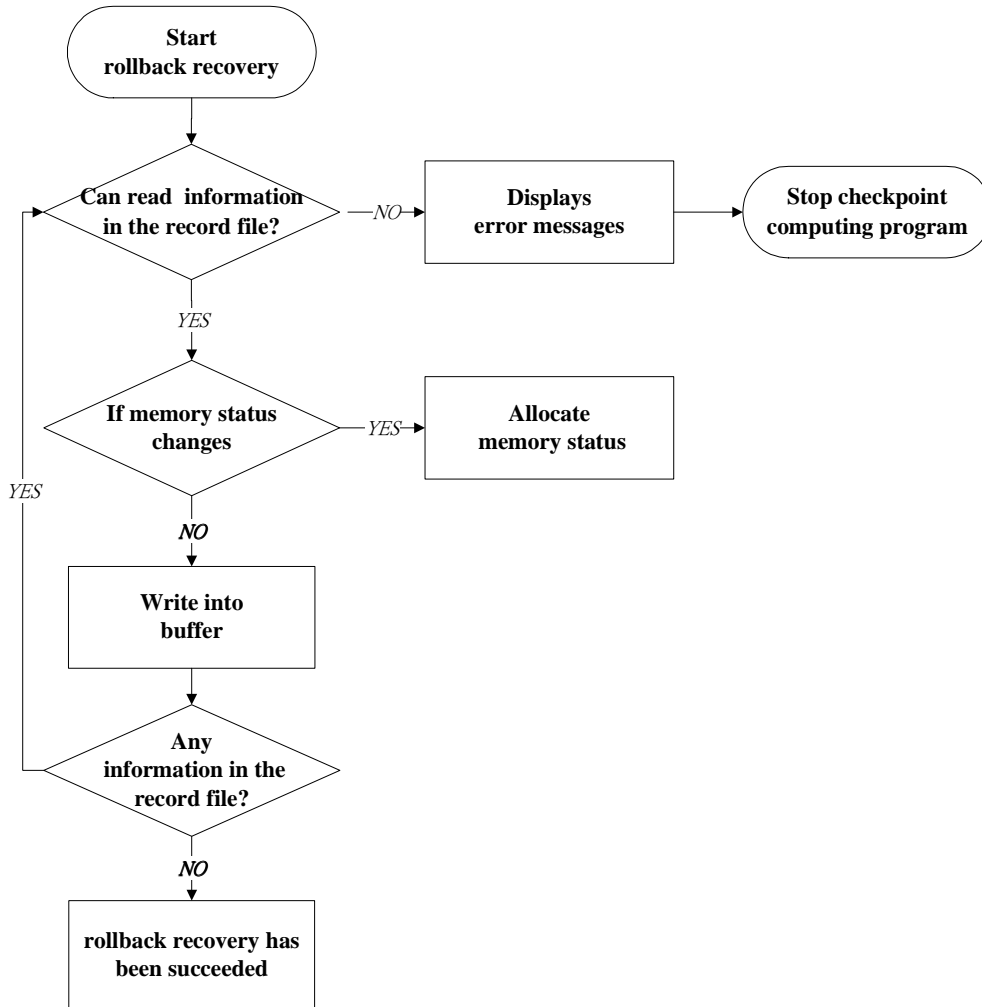 Start
rollback recovery
Can read information
in the record file?
NO
Displays
error messages
Stop checkpoint
computing program
YES
If memory status
changes
YES
Allocate
memory status
NO
YES
Write into
buffer
Any
information in the
record file?
NO
rollback recovery has
been succeeded